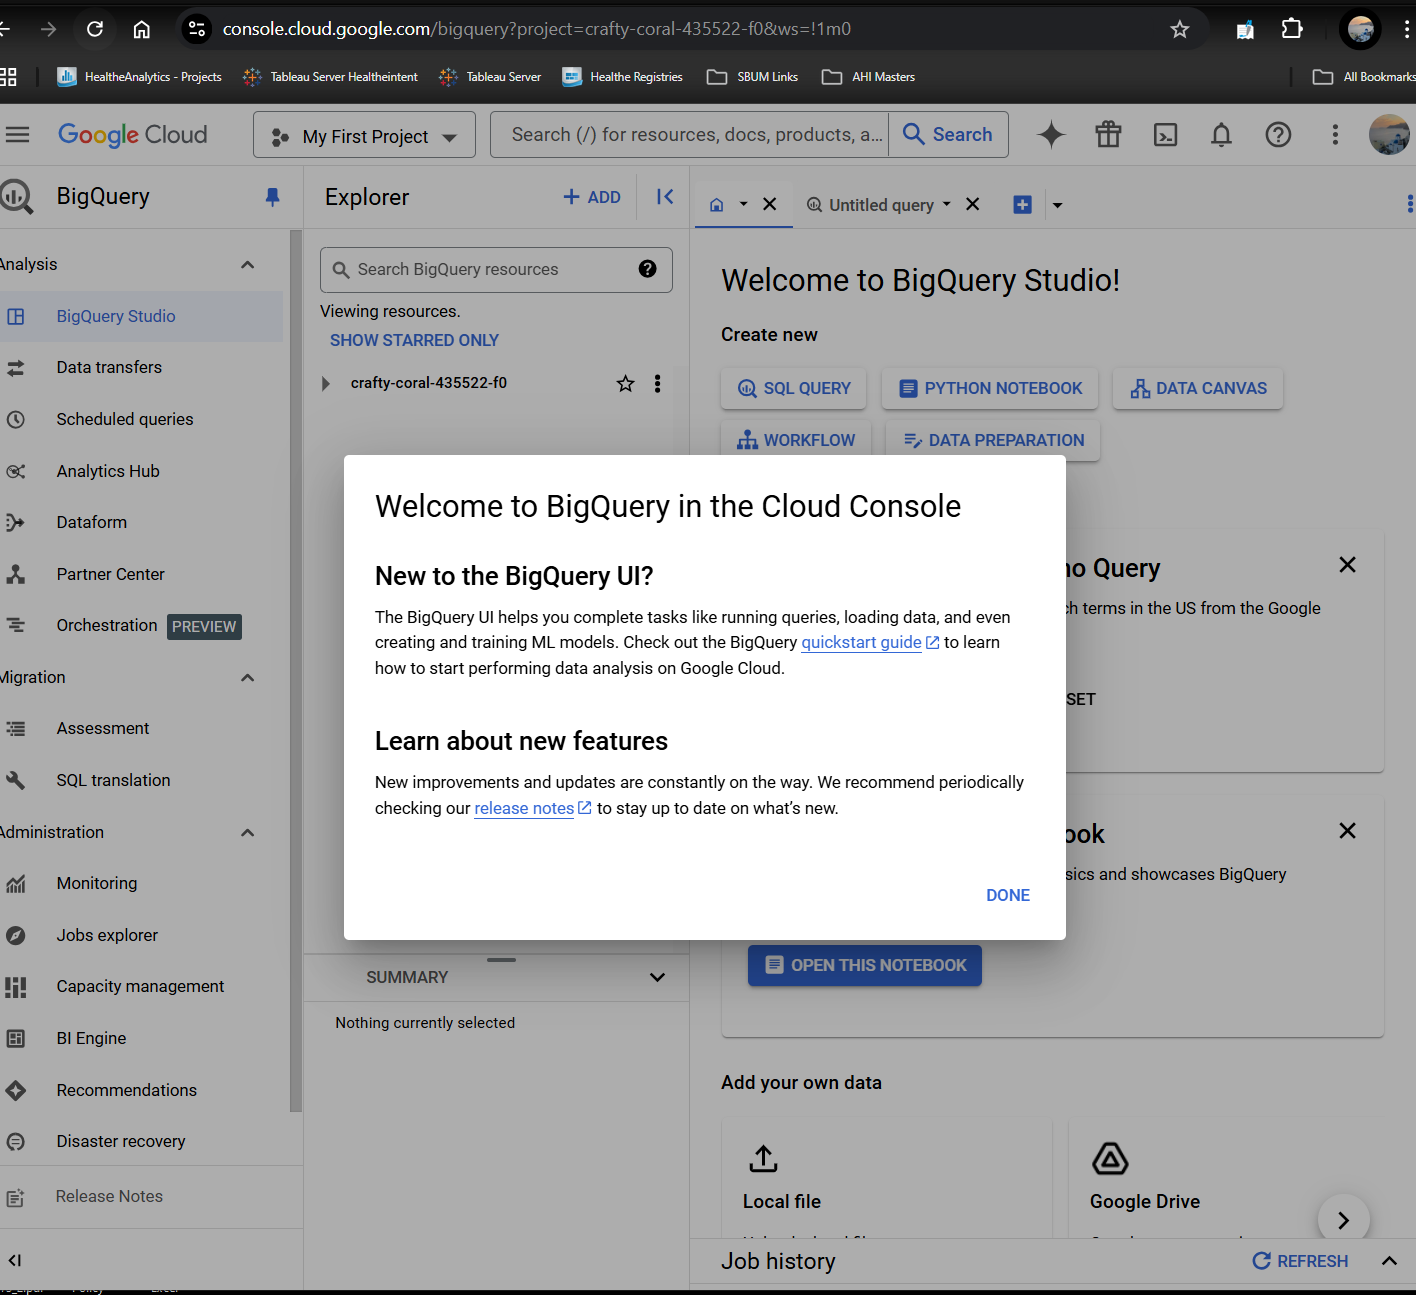 console.cloud.google.com/bigquery?project=crafty-coral-435522-f0&ws=!1m0
HealtheAnalytics - Projects
Tableau Server Healtheintent
Tableau Server
Healthe Registries
SBUM Links
AHI Masters
All Bookmarks
Google Cloud
My First Project
Search (/) for resources, docs, products, a...
Search
BigQuery
Analysis
BigQuery Studio
Data transfers
Scheduled queries
Analytics Hub
Dataform
Partner Center
Orchestration PREVIEW
Migration
Assessment
SQL translation
Administration
Monitoring
Jobs explorer
Capacity management
BI Engine
Recommendations
Disaster recovery
Release Notes
Explorer
+ ADD
Search BigQuery resources
Viewing resources.
SHOW STARRED ONLY
crafty-coral-435522-f0
SUMMARY
Nothing currently selected
Untitled query
Welcome to BigQuery Studio!
Create new
SQL QUERY
PYTHON NOTEBOOK
DATA CANVAS
WORKFLOW
DATA PREPARATION
Welcome to BigQuery in the Cloud Console
New to the BigQuery UI?
The BigQuery UI helps you complete tasks like running queries, loading data, and even
creating and training ML models. Check out the BigQuery quickstart guide to learn
how to start performing data analysis on Google Cloud.
Learn about new features
New improvements and updates are constantly on the way. We recommend periodically
checking our release notes to stay up to date on what's new.
DONE
Query
terms in the US from the Google
SET
and showcases BigQuery
OPEN THIS NOTEBOOK
Add your own data
Local file
Google Drive
Job history
REFRESH